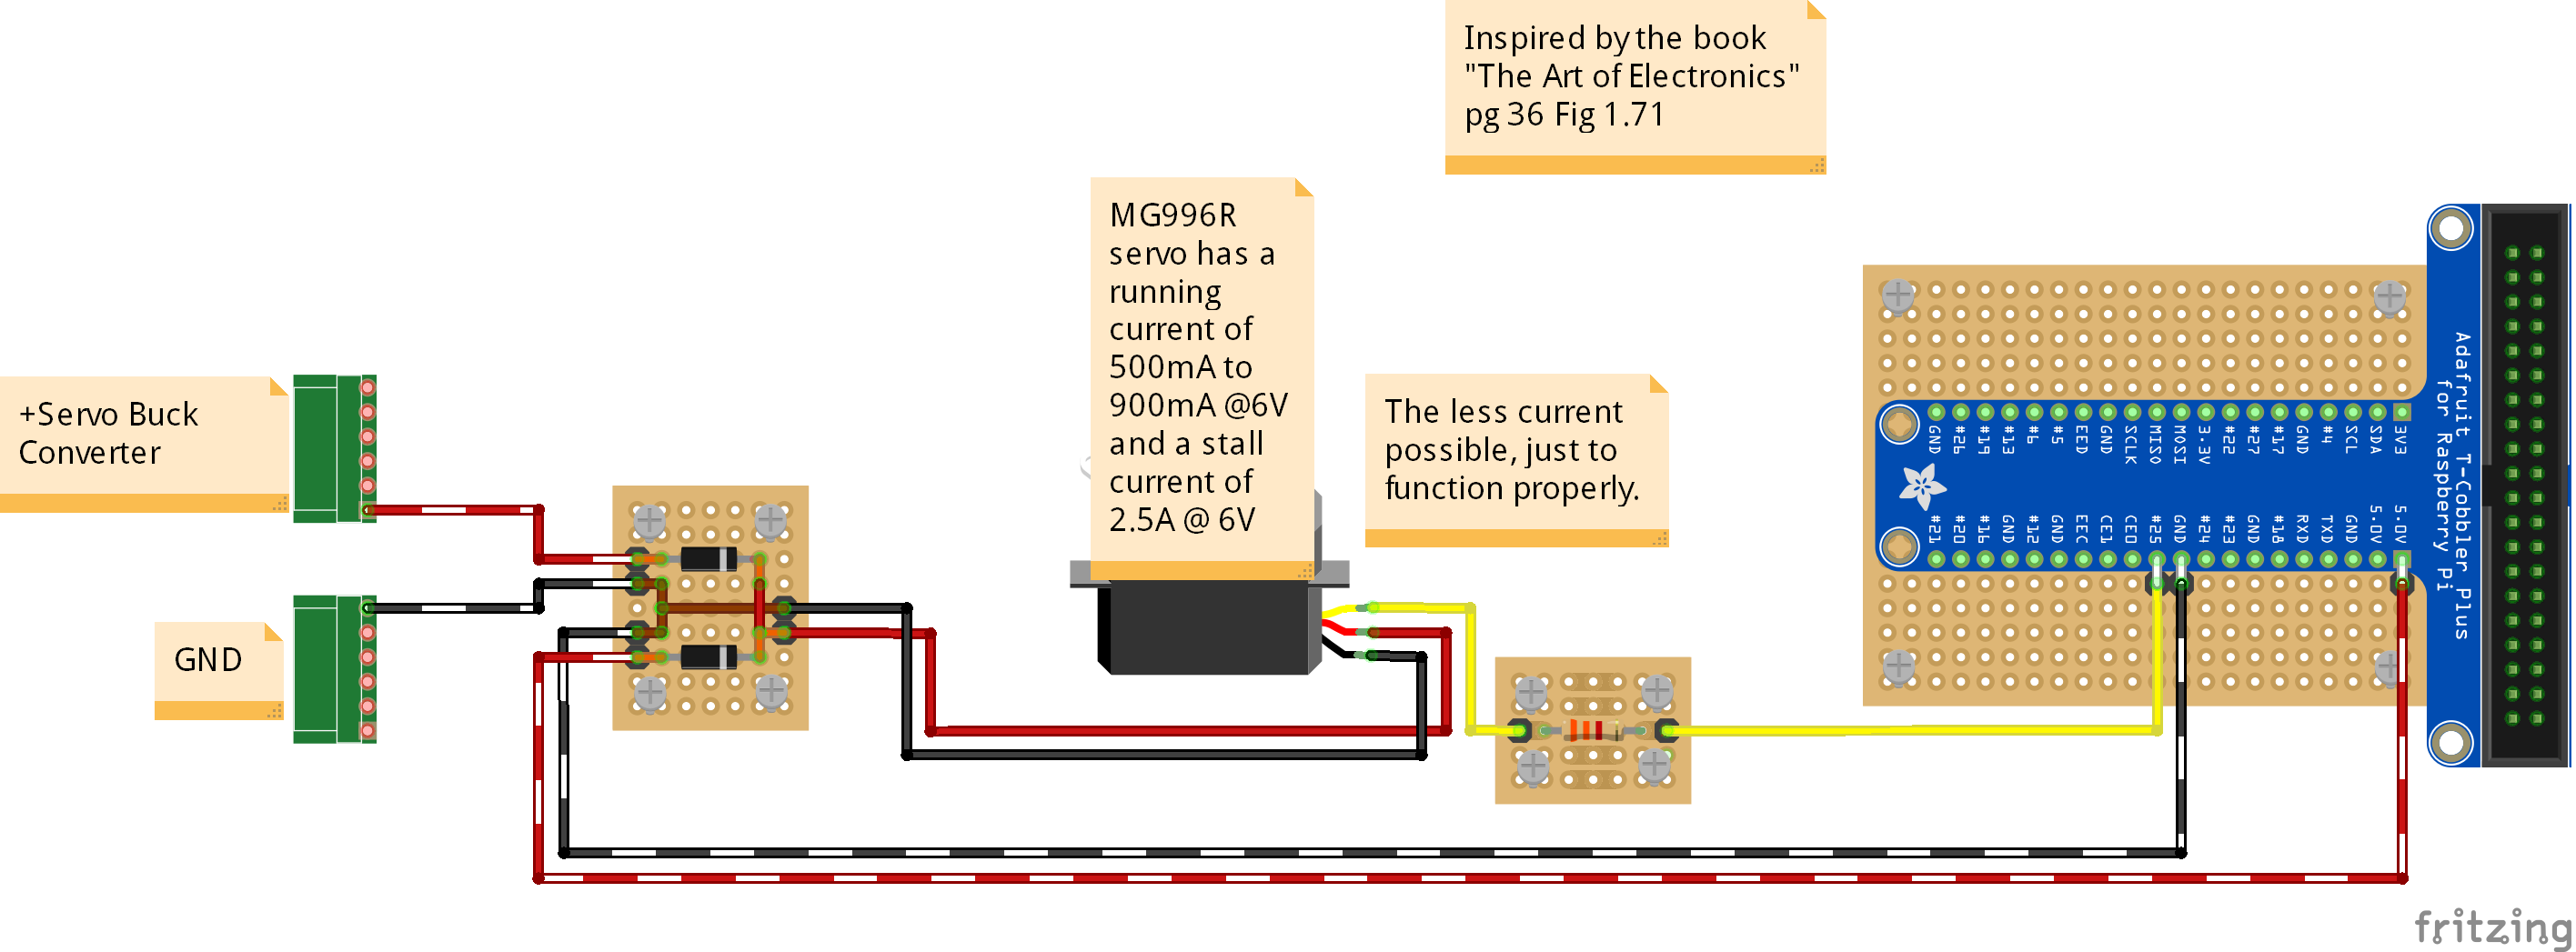 Inspired by the book
"The Art of Electronics"
pg 36 Fig 1.71
MG996R
servo has a
running
current of
500mA to
900mA @6V
and a stall
current of
2.5A @ 6V
+Servo Buck
Converter
The less current
possible, just to
function properly.
GND
Adafruit T-Cobbler Plus
for Raspberry Pi
GND
#26
#19
#13
#6
#5
EED
GND
SCLK
MISO
MOSI
3.3V
#22
#27
#17
GND
#4
SCL
SDA
3V3
#21
#20
#16
GND
#12
GND
EEC
CE1
CE0
#25
GND
#24
#23
GND
#18
RXD
TXD
GND
5.0V
5.0V
fritzing